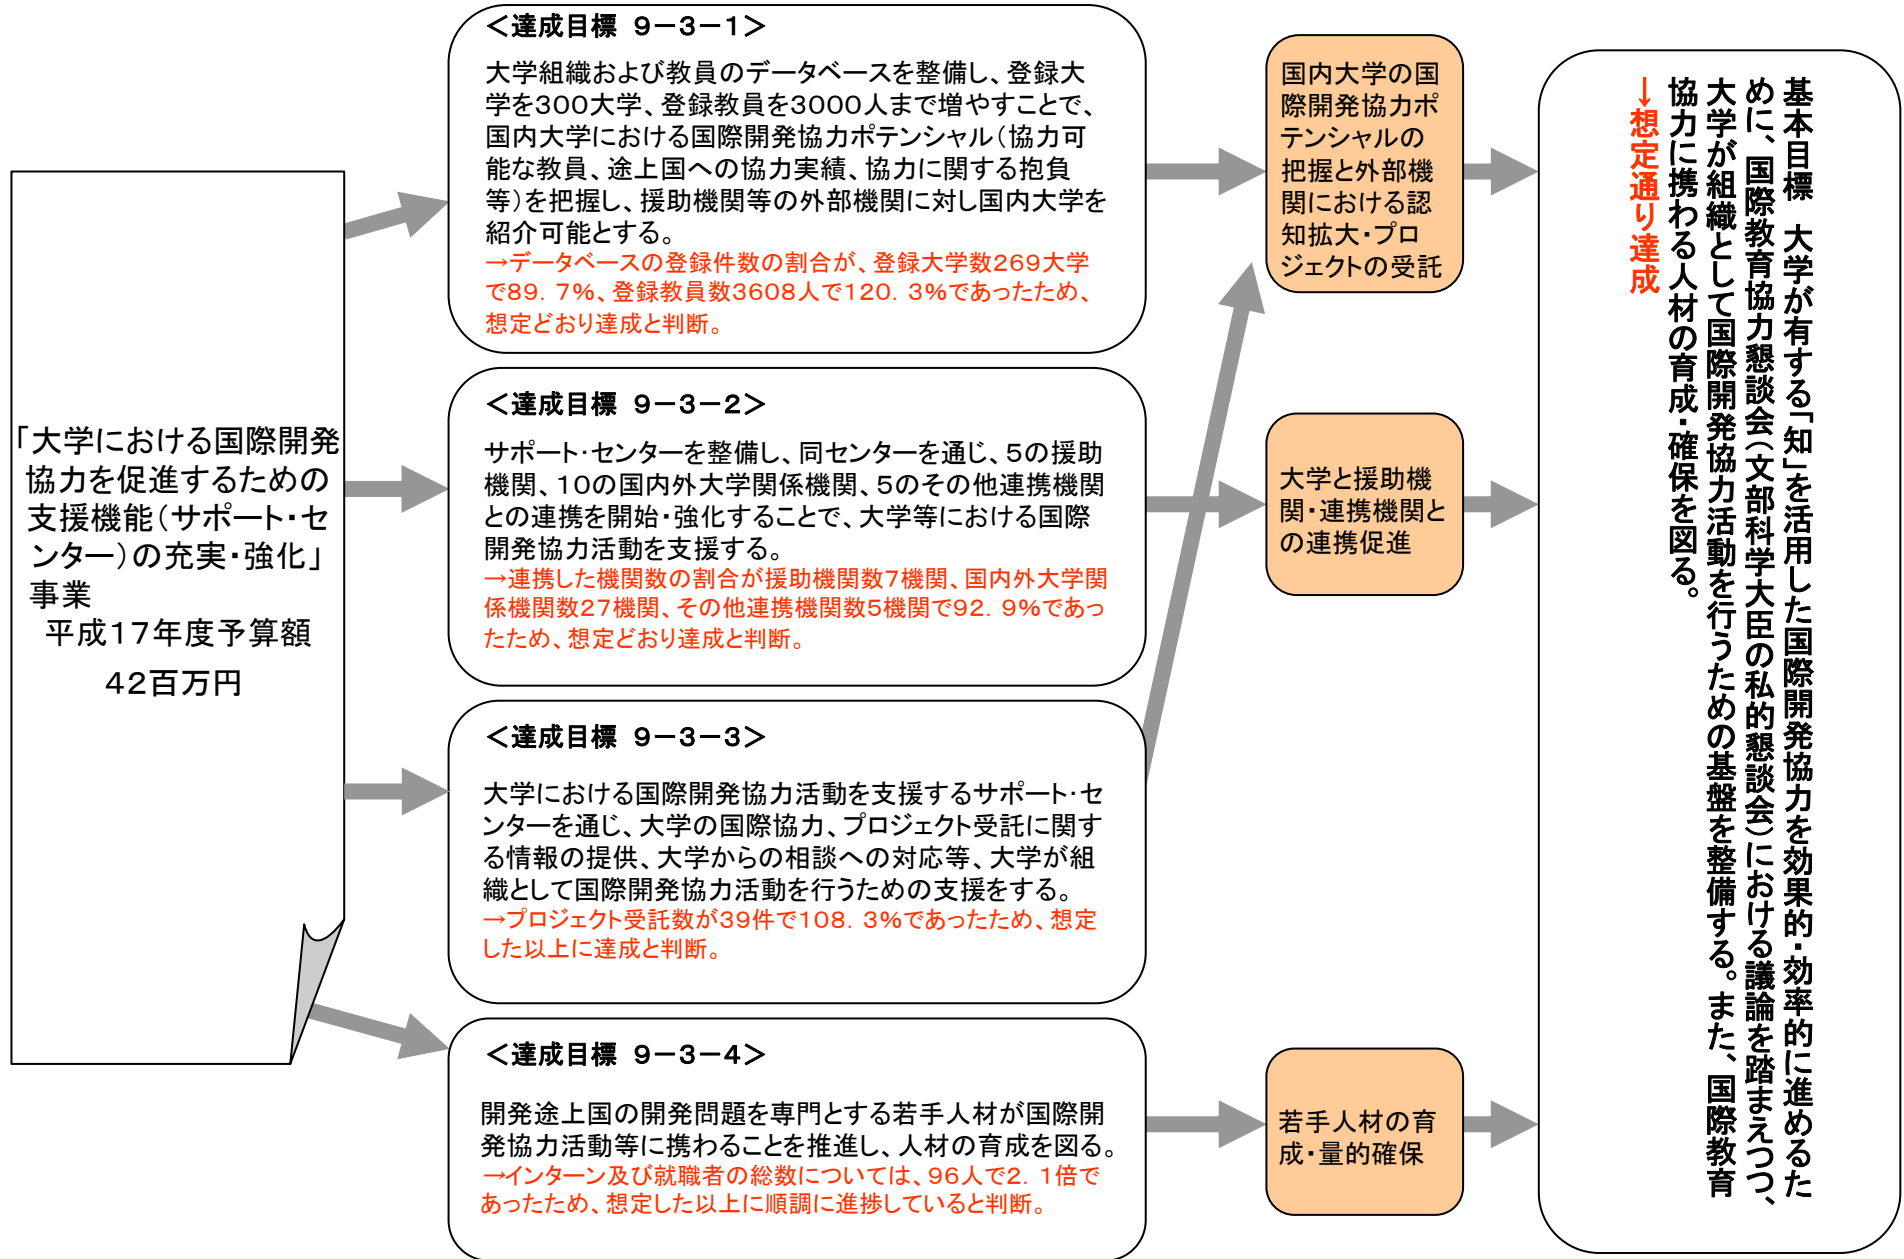 「大学における国際開発
協力を促進するための
支援機能（サポート・セ
ンター）の充実・強化」
事業
平成17年度予算額
42百万円
＜達成目標 9－3－1＞
大学組織および教員のデータベースを整備し、登録大
学を300大学、登録教員を3000人まで増やすことで、
国内大学における国際開発協力ポテンシャル（協力可
能な教員、途上国への協力実績、協力に関する抱負
等）を把握し、援助機関等の外部機関に対し国内大学を
紹介可能とする。
→データベースの登録件数の割合が、登録大学数269大学
で89．7%、登録教員数3608人で120．3%であったため、
想定どおり達成と判断。
＜達成目標 9－3－2＞
サポート・センターを整備し、同センターを通じ、5の援助
機関、10の国内外大学関係機関、5のその他連携機関
との連携を開始・強化することで、大学等における国際
開発協力活動を支援する。
→連携した機関数の割合が援助機関数7機関、国内外大学関
係機関数27機関、その他連携機関数5機関で92．9%であっ
たため、想定どおり達成と判断。
＜達成目標 9－3－3＞
大学における国際開発協力活動を支援するサポート・セ
ンターを通じ、大学の国際協力、プロジェクト受託に関す
る情報の提供、大学からの相談への対応等、大学が組
織として国際開発協力活動を行うための支援をする。
→プロジェクト受託数が39件で108．3%であったため、想定
した以上に達成と判断。
＜達成目標 9－3－4＞
開発途上国の開発問題を専門とする若手人材が国際開
発協力活動等に携わることを推進し、人材の育成を図る。
→インターン及び就職者の総数については、96人で2．1倍で
あったため、想定した以上に順調に進捗していると判断。
国内大学の国
際開発協力ポ
テンシャルの
把握と外部機
関における認
知拡大・プロ
ジェクトの受託
大学と援助機
関・連携機関と
の連携促進
若手人材の育
成・量的確保
基本目標　大学が有する「知」を活用した国際開発協力を効果的・効率的に進めるた
めに、国際教育協力懇談会（文部科学大臣の私的懇談会）における議論を踏まえつつ、
大学が組織として国際開発協力活動を行うための基盤を整備する。また、国際教育
協力に携わる人材の育成・確保を図る。
→想定通り達成